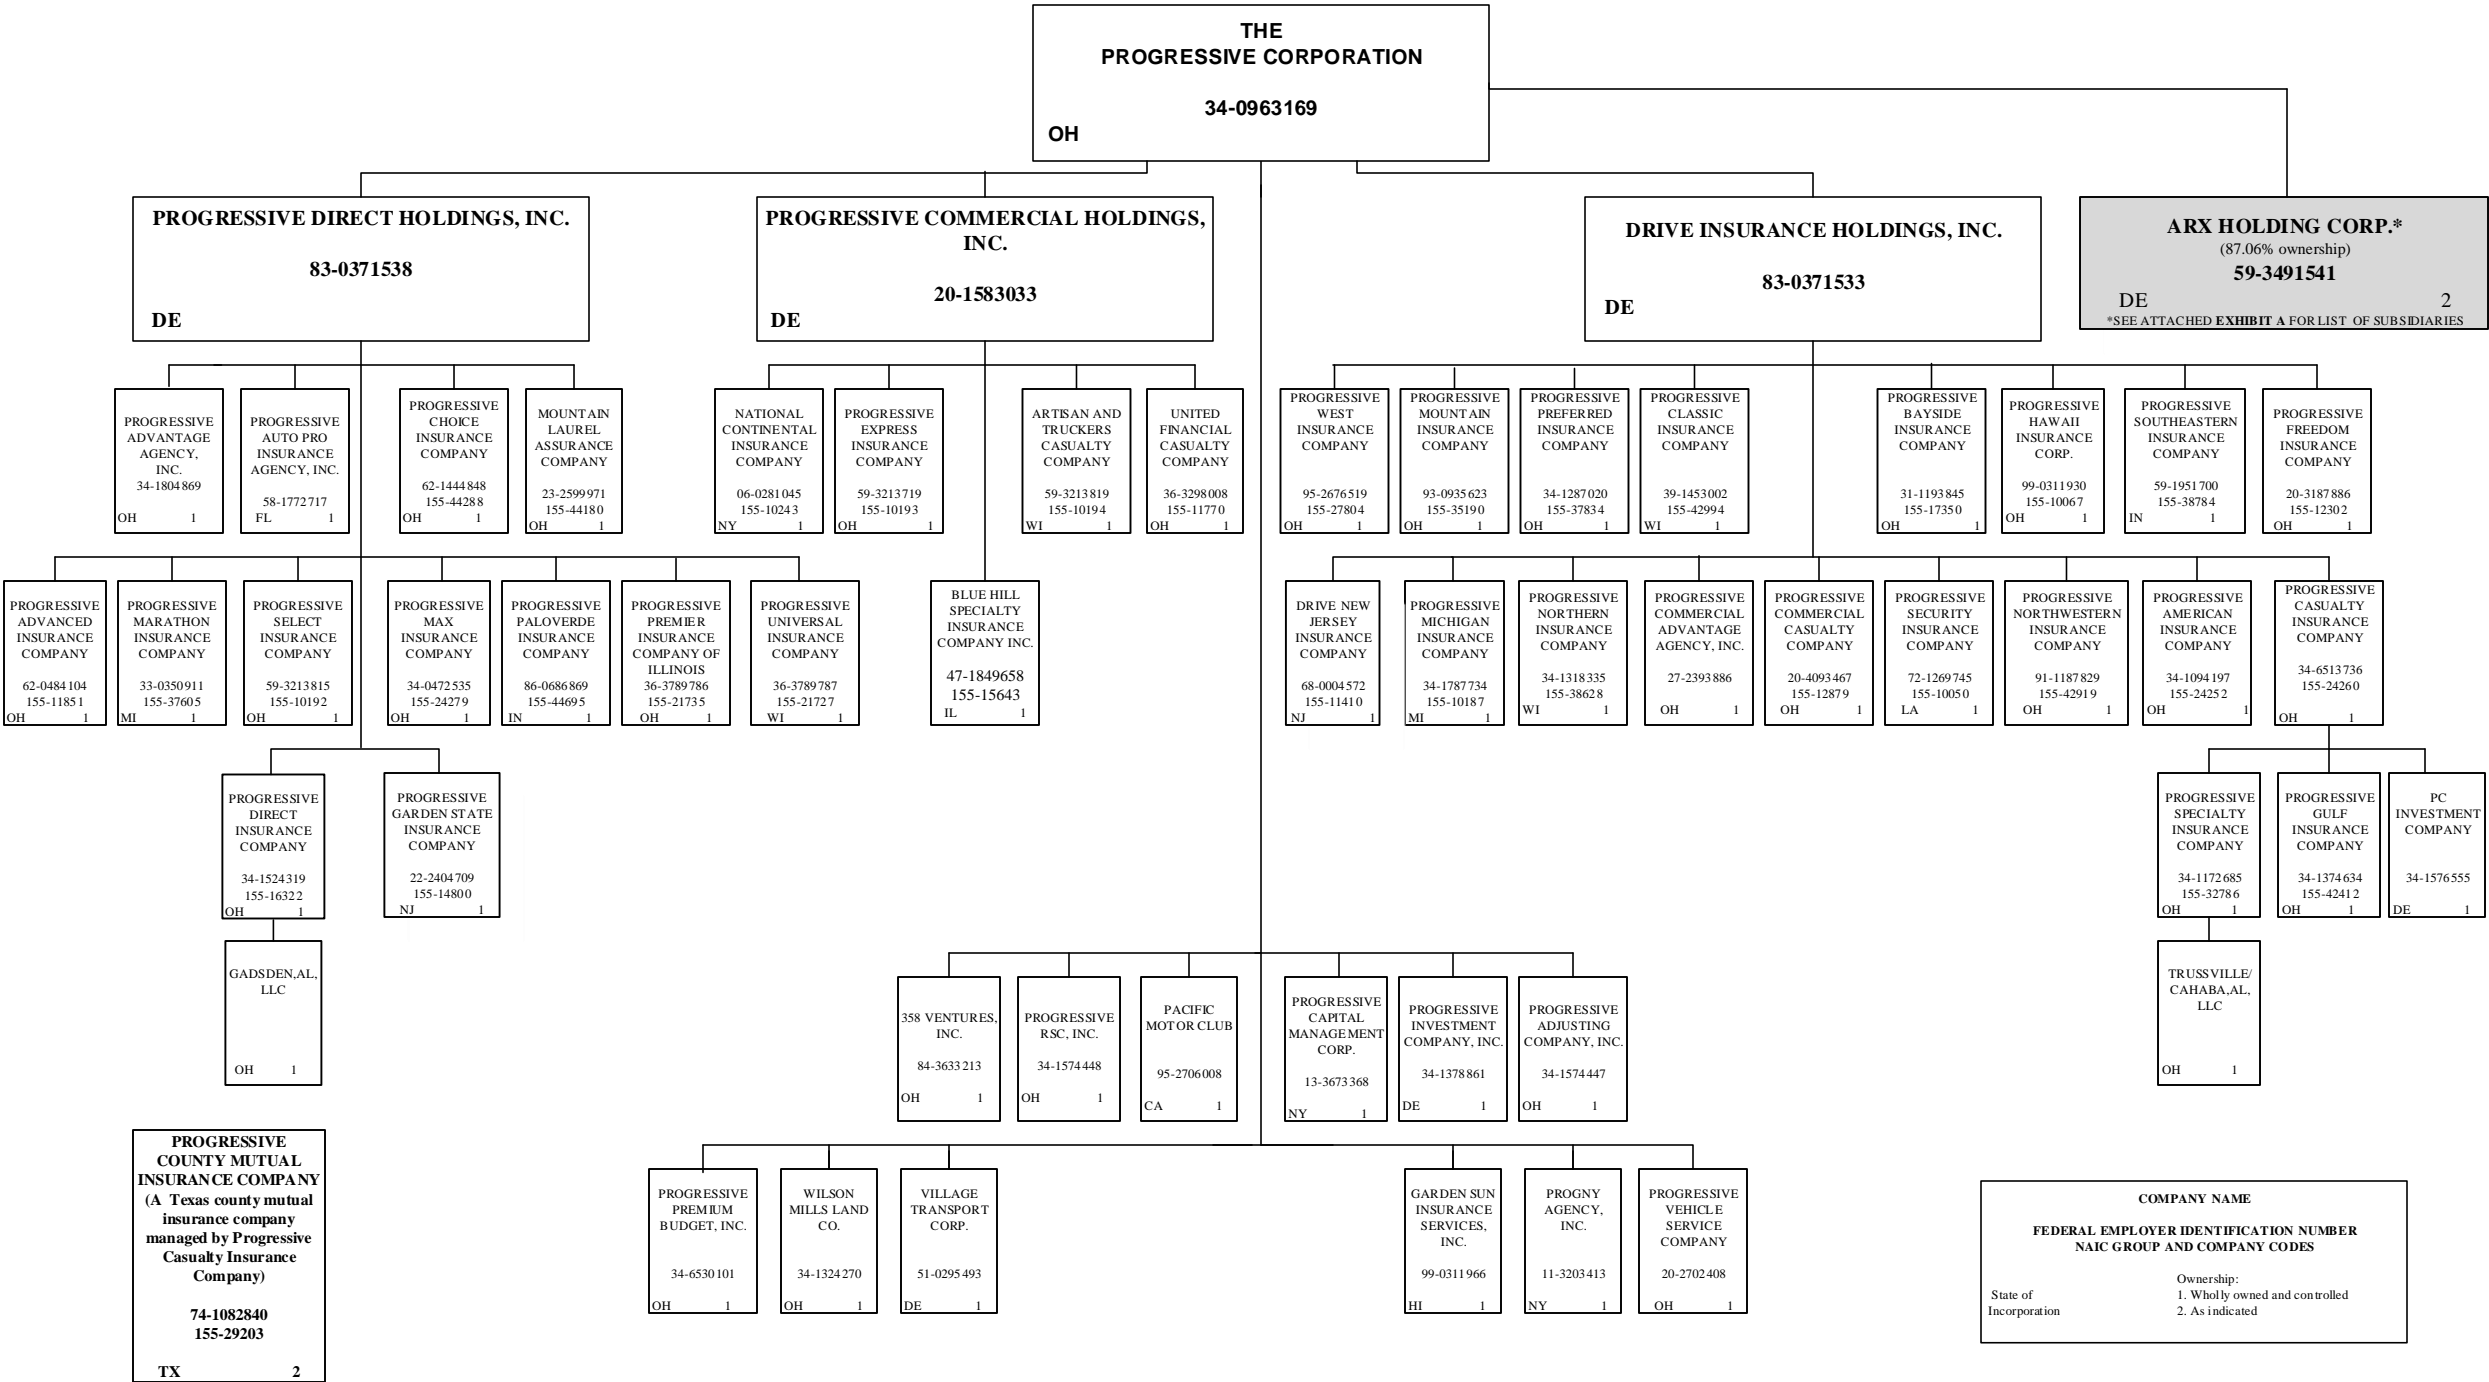 THE
PROGRESSIVE CORPORATION
34-0963169
OH
PROGRESSIVE DIRECT HOLDINGS, INC.
83-0371538
DE
PROGRESSIVE COMMERCIAL HOLDINGS,
INC.
20-1583033
DE
DRIVE INSURANCE HOLDINGS, INC.
83-0371533
DE
ARX HOLDING CORP.*
(87.06% ownership)
59-3491541
DE 2
*SEE ATTACHED EXHIBIT A FOR LIST OF SUBSIDIARIES
PROGRESSIVE
ADVANTAGE
AGENCY,
INC.
34-1804869
OH 1
PROGRESSIVE
AUTO PRO
INSURANCE
AGENCY, INC.
58-1772717
FL 1
PROGRESSIVE
CHOICE
INSURANCE
COMPANY
62-1444848
155-44288
OH 1
MOUNTAIN
LAUREL
ASSURANCE
COMPANY
23-2599971
155-44180
OH 1
NATIONAL
CONTINENTAL
INSURANCE
COMPANY
06-0281045
155-10243
NY 1
PROGRESSIVE
EXPRESS
INSURANCE
COMPANY
59-3213719
155-10193
OH 1
ARTISAN AND
TRUCKERS
CASUALTY
COMPANY
59-3213819
155-10194
WI 1
UNITED
FINANCIAL
CASUALTY
COMPANY
36-3298008
155-11770
OH 1
PROGRESSIVE
WEST
INSURANCE
COMPANY
95-2676519
155-27804
OH 1
PROGRESSIVE
MOUNTAIN
INSURANCE
COMPANY
93-0935623
155-35190
OH 1
PROGRESSIVE
PREFERRED
INSURANCE
COMPANY
34-1287020
155-37834
OH 1
PROGRESSIVE
CLASSIC
INSURANCE
COMPANY
39-1453002
155-42994
WI 1
PROGRESSIVE
BAYSIDE
INSURANCE
COMPANY
31-1193845
155-17350
OH 1
PROGRESSIVE
HAWAII
INSURANCE
CORP.
99-0311930
155-10067
OH 1
PROGRESSIVE
SOUTHEASTERN
INSURANCE
COMPANY
59-1951700
155-38784
IN 1
PROGRESSIVE
FREEDOM
INSURANCE
COMPANY
20-3187886
155-12302
OH 1
PROGRESSIVE
ADVANCED
INSURANCE
COMPANY
62-0484104
155-11851
OH 1
PROGRESSIVE
MARATHON
INSURANCE
COMPANY
33-0350911
155-37605
MI 1
PROGRESSIVE
SELECT
INSURANCE
COMPANY
59-3213815
155-10192
OH 1
PROGRESSIVE
MAX
INSURANCE
COMPANY
34-0472535
155-24279
OH 1
PROGRESSIVE
PALOVERDE
INSURANCE
COMPANY
86-0686869
155-44695
IN 1
PROGRESSIVE
PREMIER
INSURANCE
COMPANY OF
ILLINOIS
36-3789786
155-21735
OH 1
PROGRESSIVE
UNIVERSAL
INSURANCE
COMPANY
36-3789787
155-21727
WI 1
BLUE HILL
SPECIALTY
INSURANCE
COMPANY INC.
47-1849658
155-15643
IL 1
DRIVE NEW
JERSEY
INSURANCE
COMPANY
68-0004572
155-11410
NJ 1
PROGRESSIVE
MICHIGAN
INSURANCE
COMPANY
34-1787734
155-10187
MI 1
PROGRESSIVE
NORTHERN
INSURANCE
COMPANY
34-1318335
155-38628
WI 1
PROGRESSIVE
COMMERCIAL
ADVANTAGE
AGENCY, INC.
27-2393886
OH 1
PROGRESSIVE
COMMERCIAL
CASUALTY
COMPANY
20-4093467
155-12879
OH 1
PROGRESSIVE
SECURITY
INSURANCE
COMPANY
72-1269745
155-10050
LA 1
PROGRESSIVE
NORTHWESTERN
INSURANCE
COMPANY
91-1187829
155-42919
OH 1
PROGRESSIVE
AMERICAN
INSURANCE
COMPANY
34-1094197
155-24252
OH 1
PROGRESSIVE
CASUALTY
INSURANCE
COMPANY
34-6513736
155-24260
OH 1
PROGRESSIVE
DIRECT
INSURANCE
COMPANY
34-1524319
155-16322
OH 1
PROGRESSIVE
GARDEN STATE
INSURANCE
COMPANY
22-2404709
155-14800
NJ 1
PROGRESSIVE
SPECIALTY
INSURANCE
COMPANY
34-1172685
155-32786
OH 1
PROGRESSIVE
GULF
INSURANCE
COMPANY
34-1374634
155-42412
OH 1
PC
INVESTMENT
COMPANY
34-1576555
DE 1
GADSDEN,AL,
LLC
OH 1
358 VENTURES,
INC.
84-3633213
OH 1
PROGRESSIVE
RSC, INC.
34-1574448
OH 1
PACIFIC
MOTOR CLUB
95-2706008
CA 1
PROGRESSIVE
CAPITAL
MANAGEMENT
CORP.
13-3673368
NY 1
PROGRESSIVE
INVESTMENT
COMPANY, INC.
34-1378861
DE 1
PROGRESSIVE
ADJUSTING
COMPANY, INC.
34-1574447
OH 1
TRUSSVILLE/
CAHABA,AL,
LLC
OH 1
PROGRESSIVE
COUNTY MUTUAL
INSURANCE COMPANY
(A Texas county mutual
insurance company
managed by Progressive
Casualty Insurance
Company)
74-1082840
155-29203
TX 2
PROGRESSIVE
PREMIUM
BUDGET, INC.
34-6530101
OH 1
WILSON
MILLS LAND
CO.
34-1324270
OH 1
VILLAGE
TRANSPORT
CORP.
51-0295493
DE 1
GARDEN SUN
INSURANCE
SERVICES,
INC.
99-0311966
HI 1
PROGNY
AGENCY,
INC.
11-3203413
NY 1
PROGRESSIVE
VEHICLE
SERVICE
COMPANY
20-2702408
OH 1
COMPANY NAME
FEDERAL EMPLOYER IDENTIFICATION NUMBER
NAIC GROUP AND COMPANY CODES
State of
Incorporation
Ownership:
1. Wholly owned and controlled
2. As indicated